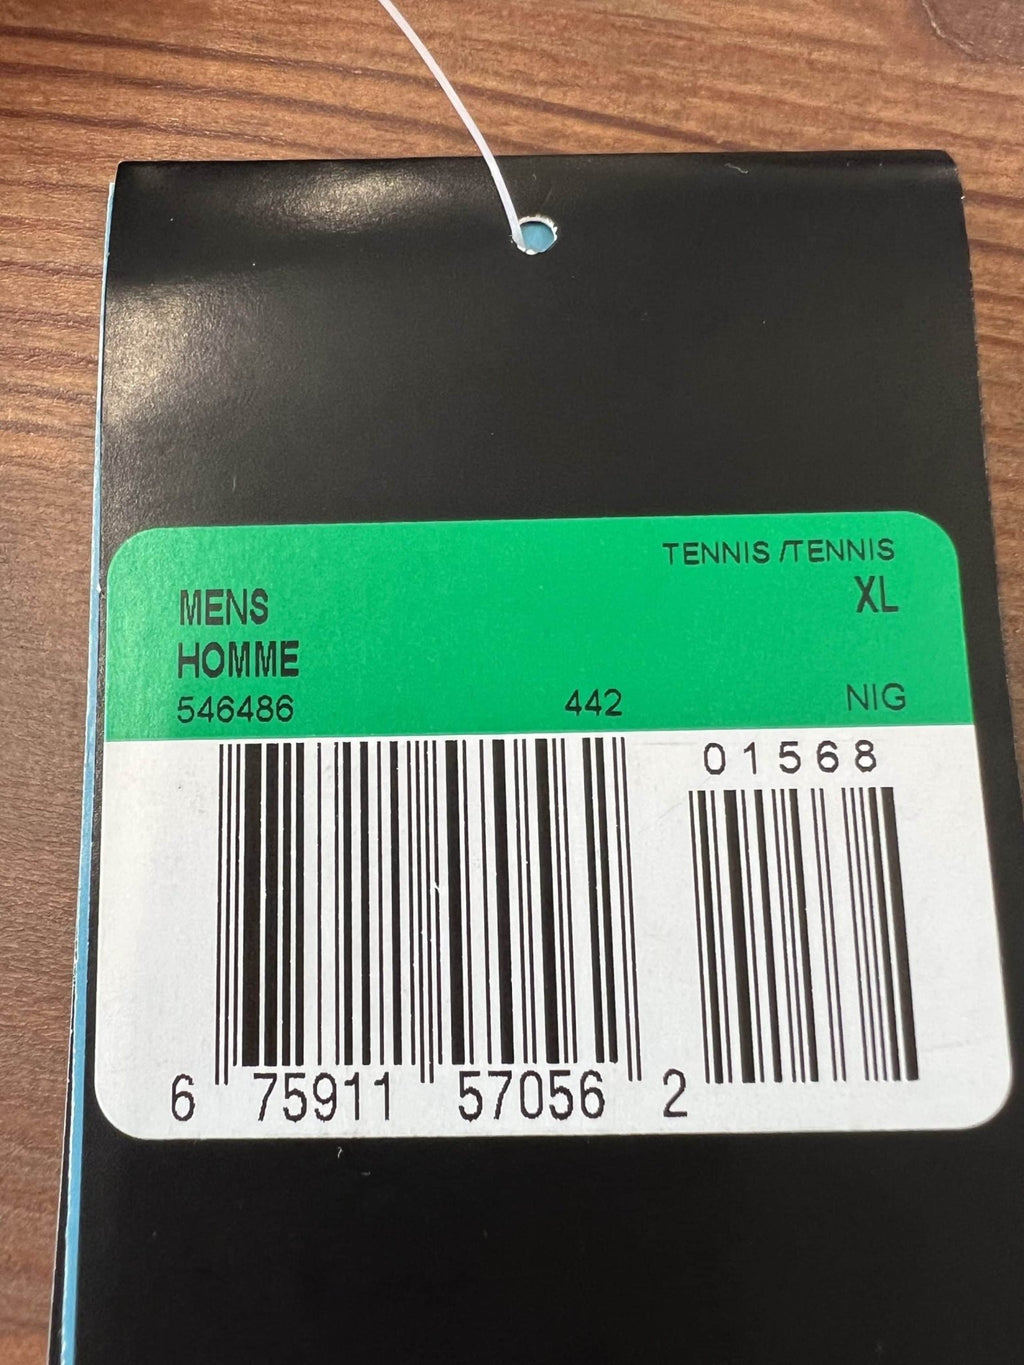 TENNIS /TENNIS
MENS XL
HOMME
546486 442 NIG
01568
6 75911 57056 2